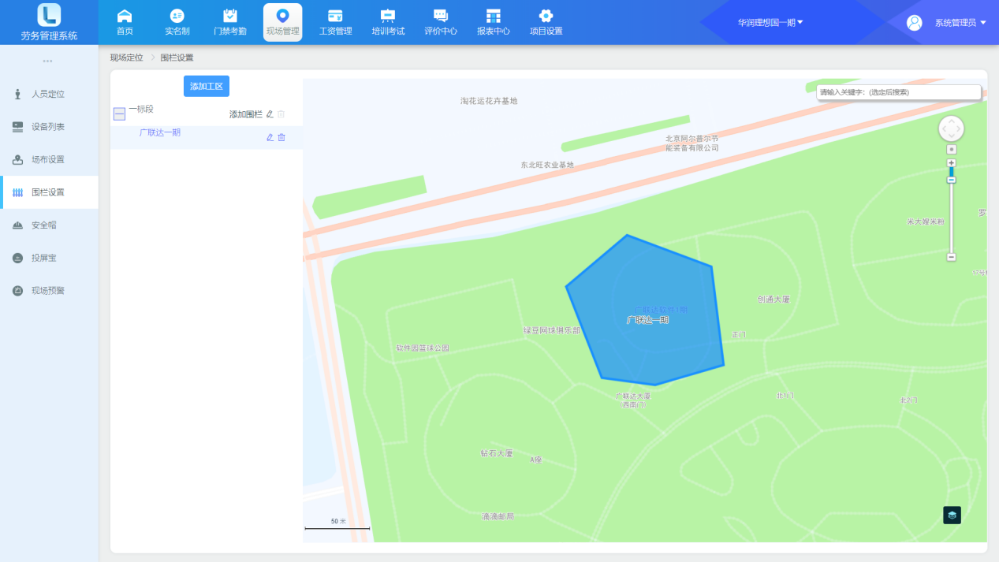 劳务管理系统
首页
实名制
门禁考勤
现场管理
工资管理
培训考试
评价中心
报表中心
项目设置
华润理想国一期
系统管理员
现场定位
围栏设置
人员定位
设备列表
场布设置
围栏设置
安全帽
投屏宝
现场预警
添加工区
一标段
添加围栏
广联达一期
请输入关键字：(选定后搜索)
淘花运花卉基地
北京阿尔普尔节
能装备有限公司
东北旺农业基地
米大嫂米粉
罗
创通大厦
广联达软件1期
广联达一期
绿豆网球俱乐部
正门
软件园篮球公园
广联达大厦
(西南门)
北1门
北2门
钻石大厦
A座
滴滴邮局
50 米